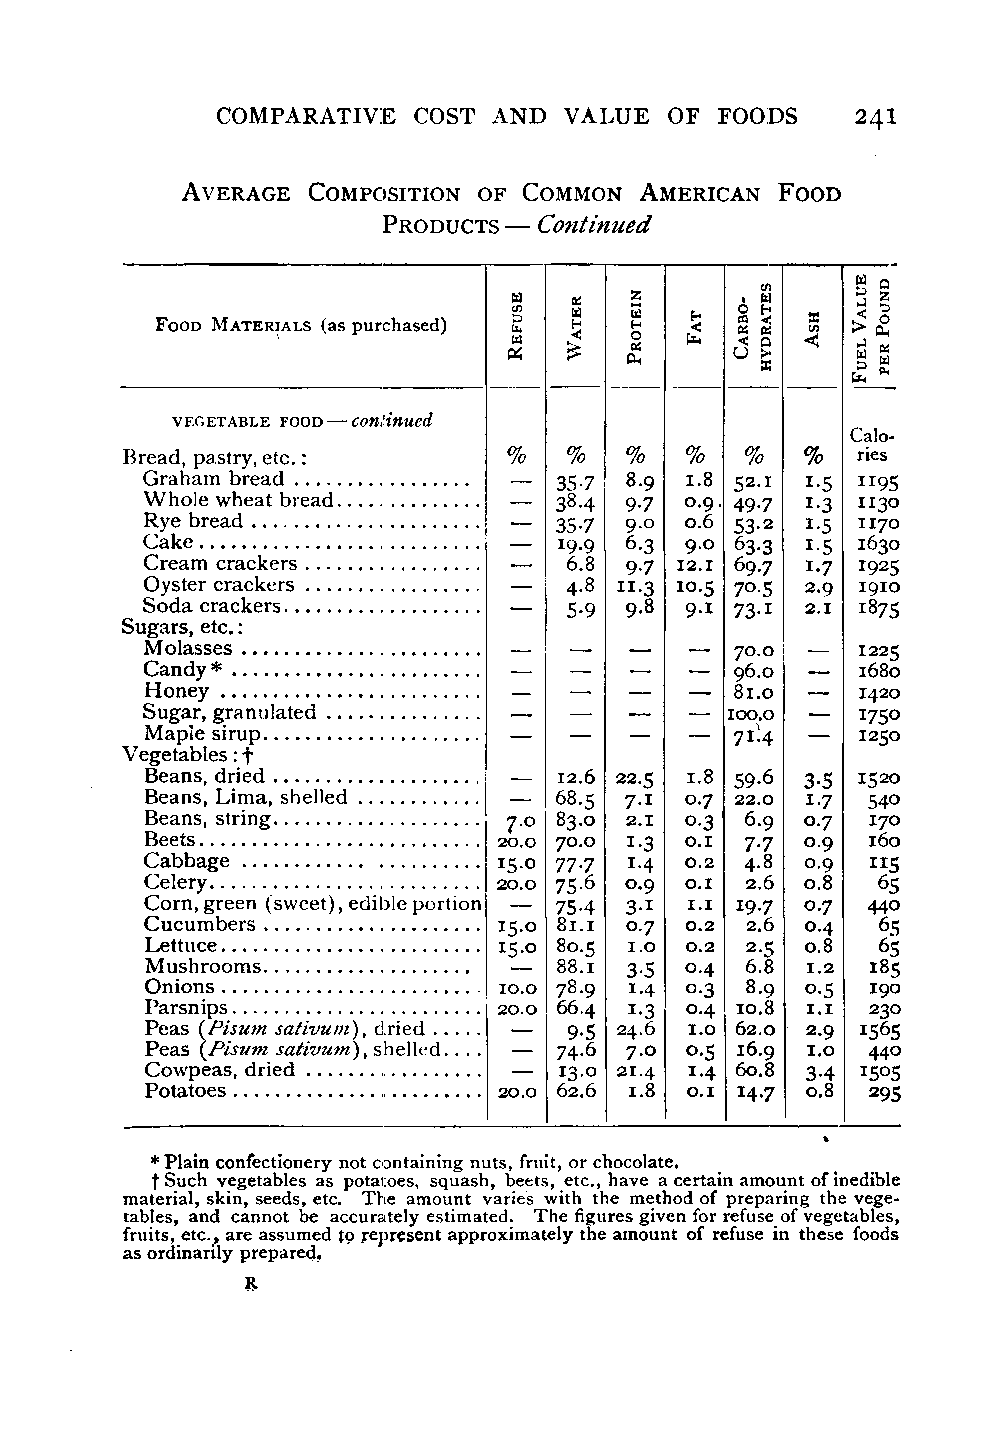 COMPARATIVE COST AND VALUE OF FOODS 241
AVERAGE COMPOSITION OF COMMON AMERICAN FOOD
PRODUCTS — Continued
FOOD MATERIALS (as purchased) REFUSE WATER PROTEIN FAT CARBO-HYDRATES ASH FUEL VALUE PER POUND
VEGETABLE FOOD — continued
Calo-
Bread, pastry, etc. : % % % % % % ries
Graham bread ................. — 35.7 8.9 1.8 52.1 1.5 1195
Whole wheat bread.............. — 38.4 9.7 0.9 49.7 1.3 1130
Rye bread ...................... — 35.7 9.0 0.6 53.2 1.5 1170
Cake........................... — 19.9 6.3 9.0 63.3 1.5 1630
Cream crackers ................. — 6.8 9.7 12.1 69.7 1.7 1925
Oyster crackers ................. — 4.8 11.3 10.5 70.5 2.9 1910
Soda crackers................... — 5.9 9.8 9.1 73.1 2.1 1875
Sugars, etc. :
Molasses ....................... — — — — 70.0 — 1225
Candy* ........................ — — — — 96.0 — 1680
Honey ......................... — — — — 81.0 — 1420
Sugar, granulated ............... — — — — 100.0 — 1750
Maple sirup..................... — — — — 71.4 — 1250
Vegetables : †
Beans, dried .................... — 12.6 22.5 1.8 59.6 3.5 1520
Beans, Lima, shelled ............ — 68.5 7.1 0.7 22.0 1.7 540
Beans, string.................... 7.0 83.0 2.1 0.3 6.9 0.7 170
Beets........................... 20.0 70.0 1.3 0.1 7.7 0.9 160
Cabbage ....................... 15.0 77.7 1.4 0.2 4.8 0.9 115
Celery.......................... 20.0 75.6 0.9 0.1 2.6 0.8 65
Corn, green (sweet), edible portion — 75.4 3.1 1.1 19.7 0.7 440
Cucumbers ..................... 15.0 81.1 0.7 0.2 2.6 0.4 65
Lettuce......................... 15.0 80.5 1.0 0.2 2.5 0.8 65
Mushrooms.................... — 88.1 3.5 0.4 6.8 1.2 185
Onions ......................... 10.0 78.9 1.4 0.3 8.9 0.5 190
Parsnips........................ 20.0 66.4 1.3 0.4 10.8 1.1 230
Peas (Pisum sativum), dried ..... — 9.5 24.6 1.0 62.0 2.9 1565
Peas (Pisum sativum), shelled.... — 74.6 7.0 0.5 16.9 1.0 440
Cowpeas, dried ................. — 13.0 21.4 1.4 60.8 3.4 1505
Potatoes ........................ 20.0 62.6 1.8 0.1 14.7 0.8 295
* Plain confectionery not containing nuts, fruit, or chocolate.
† Such vegetables as potatoes, squash, beets, etc., have a certain amount of inedible
material, skin, seeds, etc. The amount varies with the method of preparing the vege-
tables, and cannot be accurately estimated. The figures given for refuse of vegetables,
fruits, etc., are assumed to represent approximately the amount of refuse in these foods
as ordinarily prepared.
R